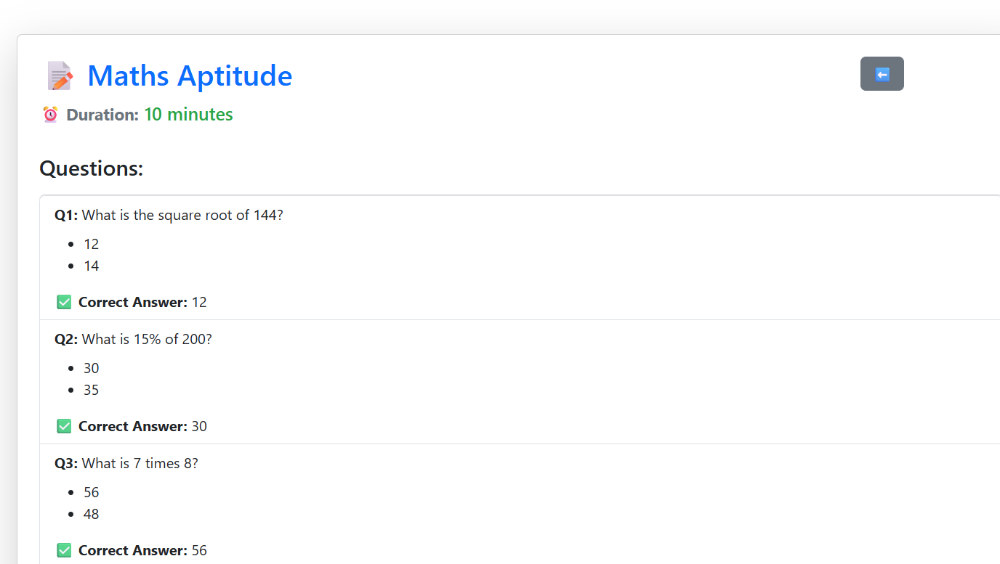 Maths Aptitude
Duration: 10 minutes
Questions:
Q1: What is the square root of 144?
12
14
Correct Answer: 12
Q2: What is 15% of 200?
30
35
Correct Answer: 30
Q3: What is 7 times 8?
56
48
Correct Answer: 56